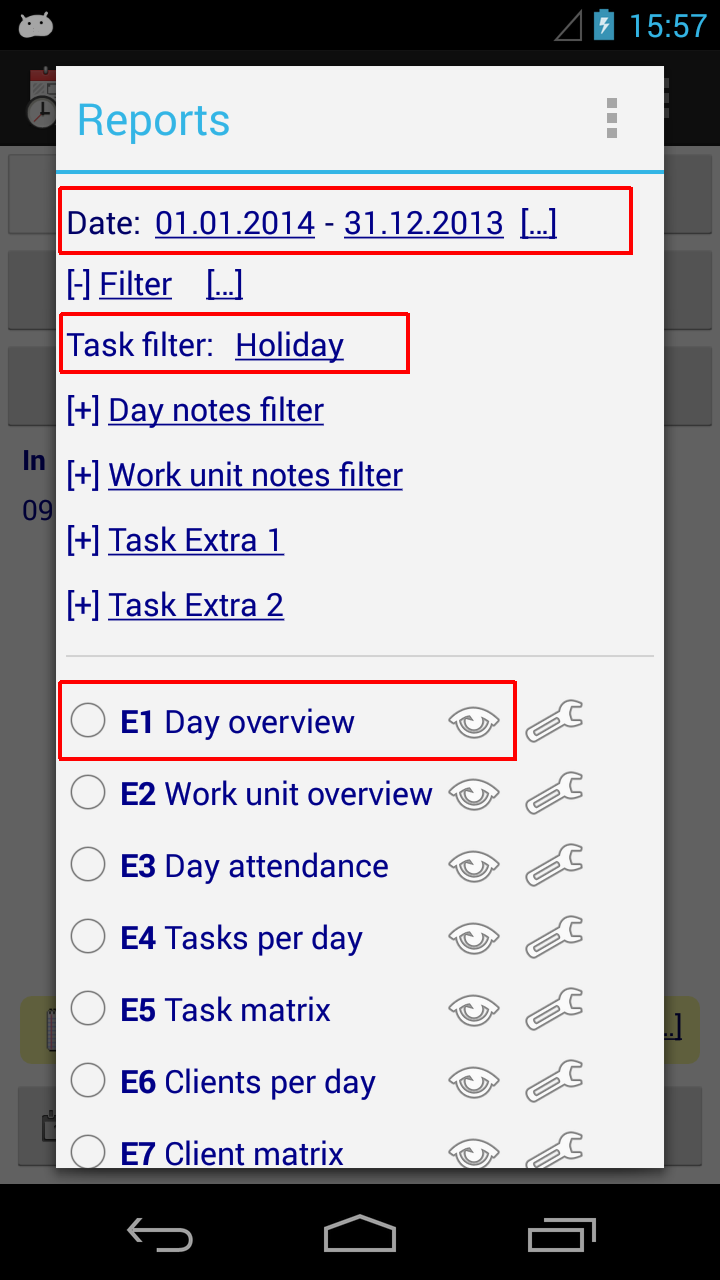 15:57
Reports
Date: 01.01.2014 - 31.12.2013 [...]
[-] Filter [...]
Task filter: Holiday
[+] Day notes filter
In
[+] Work unit notes filter
09
[+] Task Extra 1
[+] Task Extra 2
E1 Day overview
E2 Work unit overview
E3 Day attendance
E4 Tasks per day
E5 Task matrix
..]
E6 Clients per day
E7 Client matrix